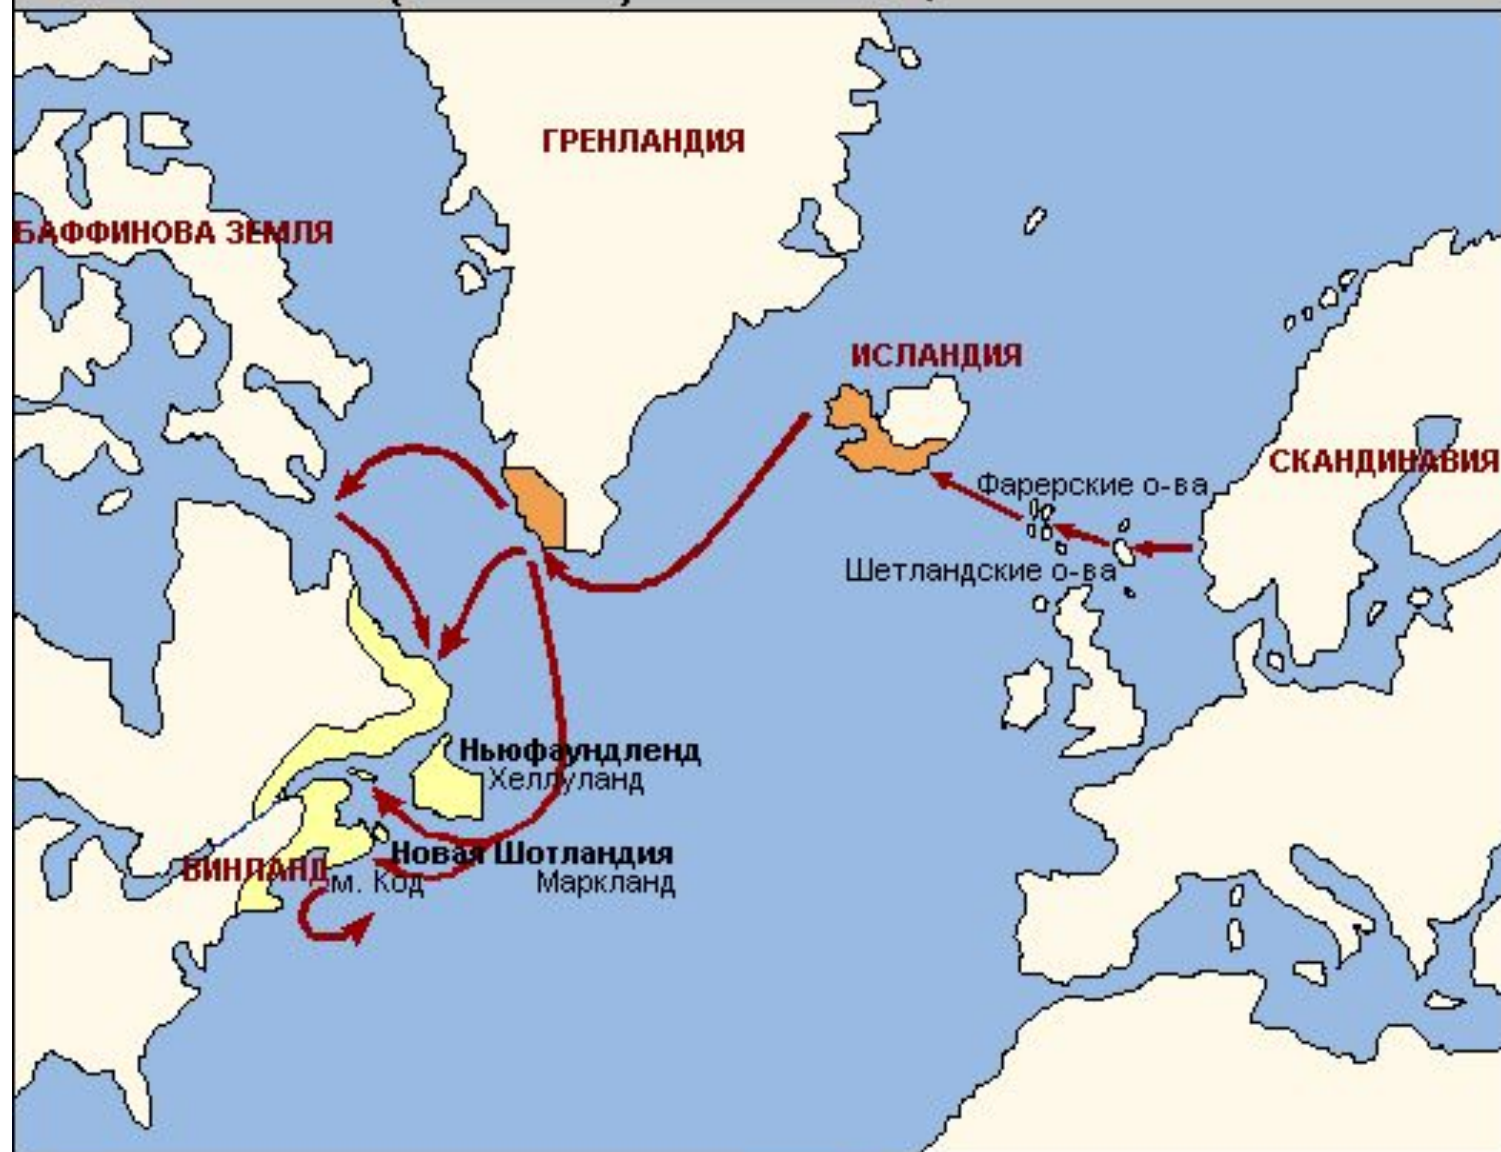 ГРЕНЛАНДИЯ
БАФФИНОВА ЗЕМЛЯ
ИСЛАНДИЯ
СКАНДИНАВИЯ
Фарерские о-ва
Шетландские о-ва
Ньюфаундленд
Хеллуланд
Новая Шотландия
ВИНЛАНД
м. Код
Маркланд